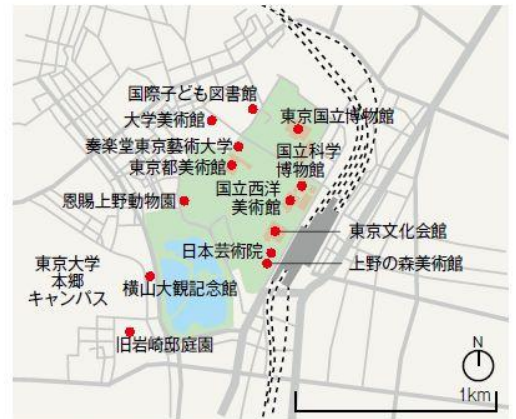 国際子ども図書館
大学美術館
東京国立博物館
奏楽堂東京藝術大学
国立科学
博物館
東京都美術館
国立西洋
美術館
恩賜上野動物園
東京文化会館
日本芸術院
上野の森美術館
東京大学
本郷
キャンパス
横山大観記念館
旧岩崎邸庭園
N
1km